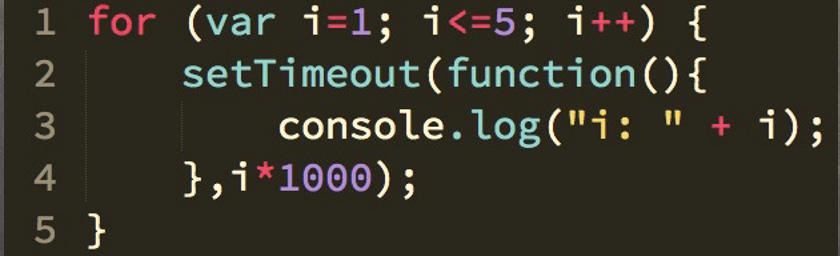 1 for (var i=1; i<=5; i++) {
2 setTimeout(function(){
3 console.log("i: " + i);
4 },i*1000);
5 }